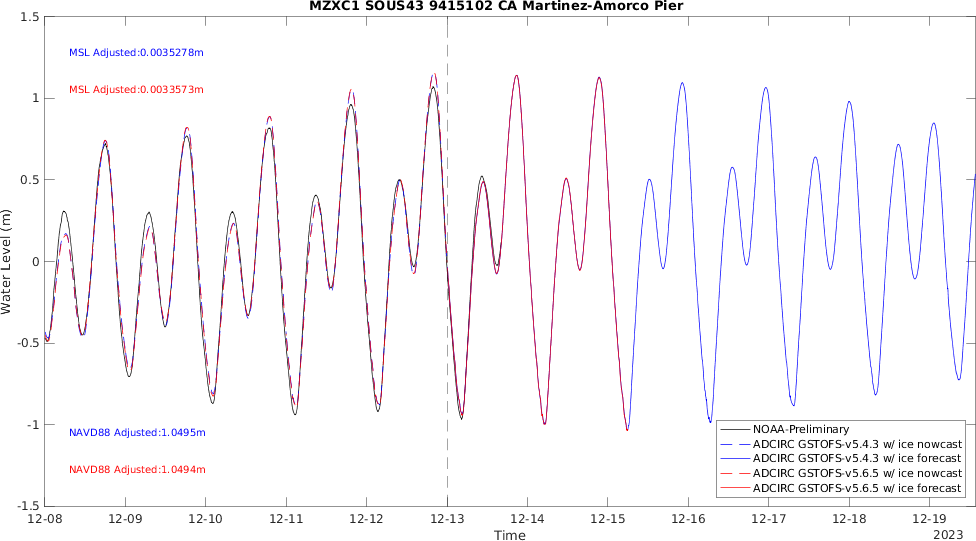 MZXC1 SOUS43 9415102 CA Martinez-Amorco Pier
1.5
MSL Adjusted:0.0035278m
1
MSL Adjusted:0.0033573m
0.5
Water Level (m)
0
-0.5
-1
NAVD88 Adjusted:1.0495m
NAVD88 Adjusted:1.0494m
-1.5
NOAA-Preliminary
ADCIRC GSTOFS-v5.4.3 w/ ice nowcast
ADCIRC GSTOFS-v5.4.3 w/ ice forecast
ADCIRC GSTOFS-v5.6.5 w/ ice nowcast
ADCIRC GSTOFS-v5.6.5 w/ ice forecast
12-08 12-09 12-10 12-11 12-12 12-13 12-14 12-15 12-16 12-17 12-18 12-19
Time
2023